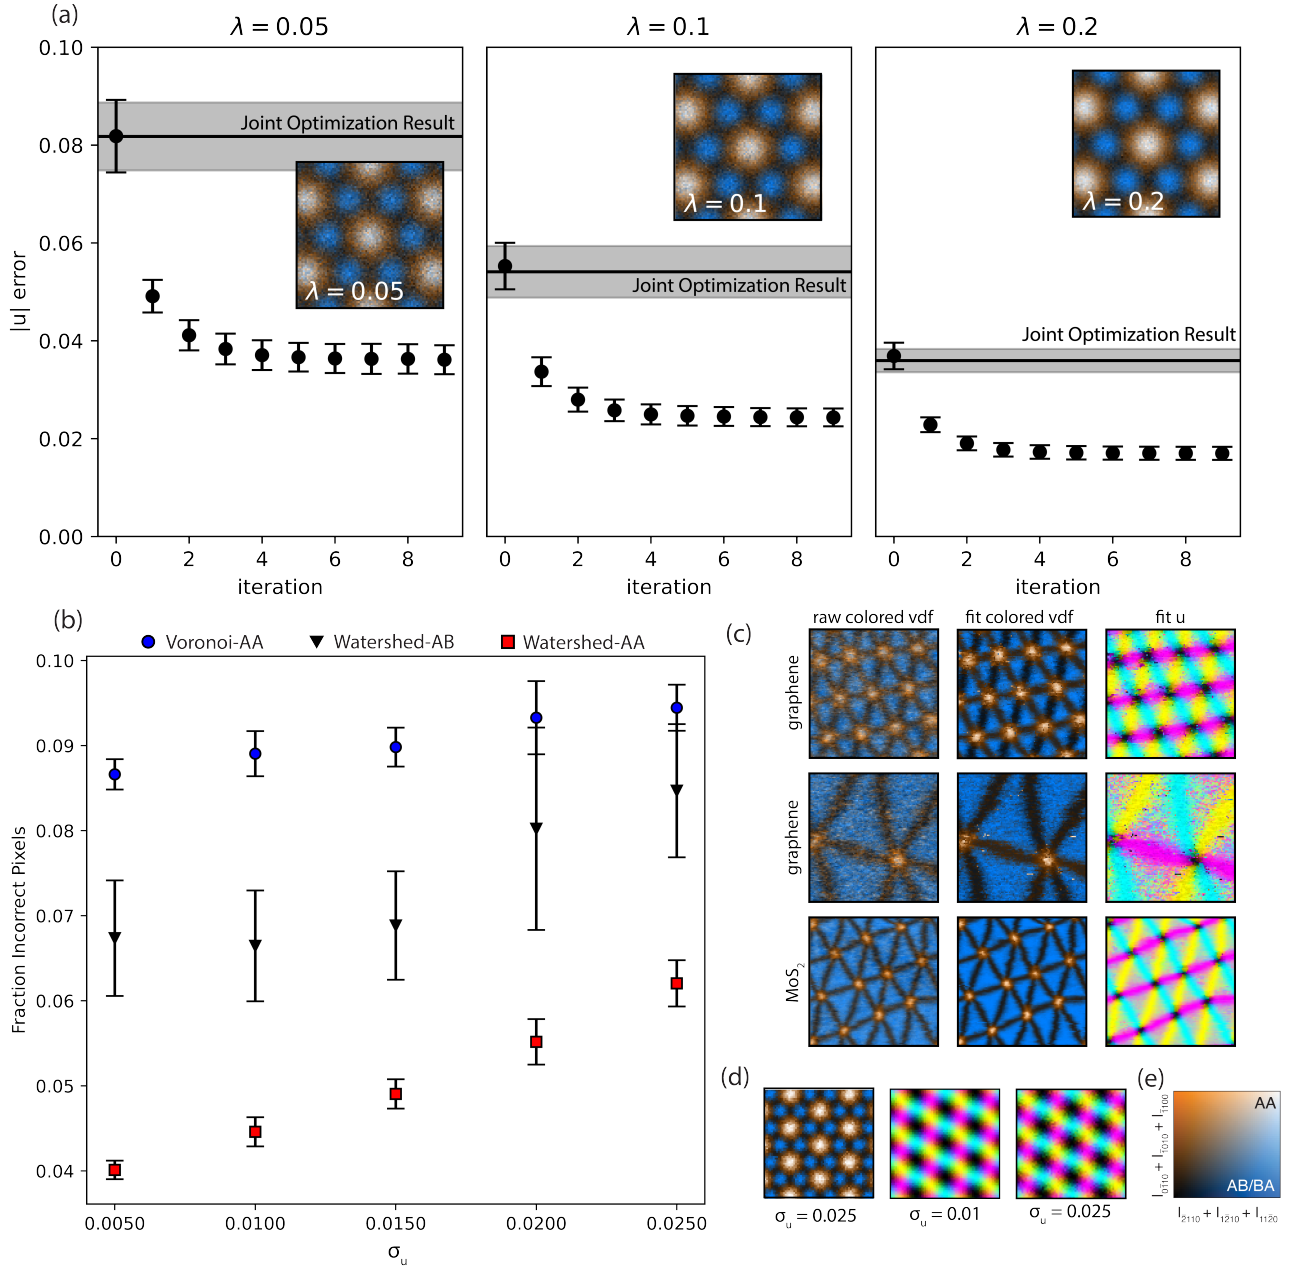 (a)
λ = 0.05
λ = 0.1
λ = 0.2
0.10
0.08
0.06
0.04
0.02
0.00
|u| error
Joint Optimization Result
λ = 0.05
Joint Optimization Result
λ = 0.1
Joint Optimization Result
λ = 0.2
0 2 4 6 8
0 2 4 6 8
0 2 4 6 8
iteration
iteration
iteration
(b)
Voronoi-AA Watershed-AB Watershed-AA
0.10
0.09
0.08
0.07
0.06
0.05
0.04
Fraction Incorrect Pixels
0.0050 0.0100 0.0150 0.0200 0.0250
σ_u
(c)
raw colored vdf fit colored vdf fit u
graphene
graphene
MoS₂
(d)
σ_u = 0.025
σ_u = 0.01
σ_u = 0.025
(e)
AA
AB/BA